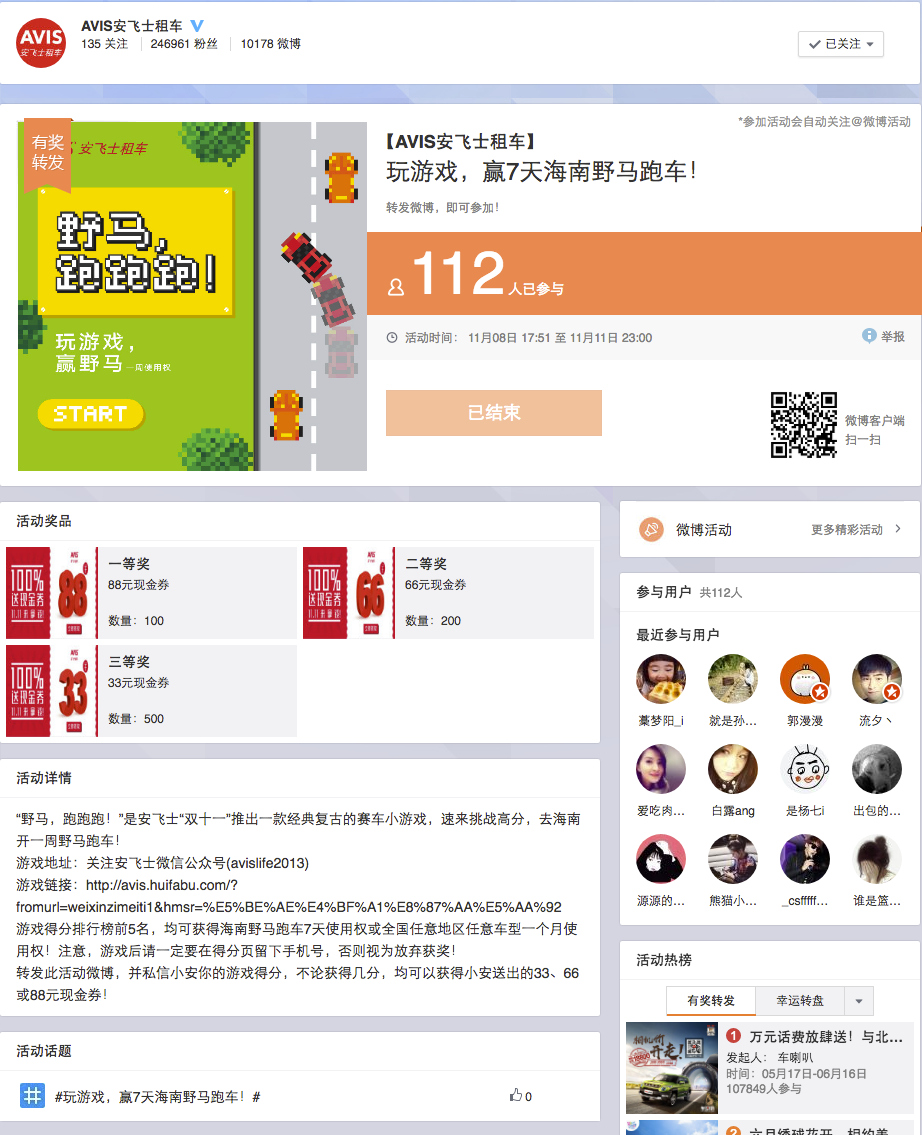 AVIS
安飞士租车
AVIS安飞士租车
135 关注 246961 粉丝 10178 微博
已关注
*参加活动会自动关注@微博活动
有奖
转发
安飞士租车
野马,
跑跑跑!
玩游戏，
赢野马一周使用权
START
【AVIS安飞士租车】
玩游戏，赢7天海南野马跑车！
转发微博，即可参加！
112人已参与
活动时间： 11月08日 17:51 至 11月11日 23:00
举报
已结束
微博客户端
扫一扫
活动奖品
100%
送现金券
AVIS
88
一等奖
88元现金券
数量：100
100%
送现金券
AVIS
66
二等奖
66元现金券
数量：200
100%
送现金券
AVIS
33
三等奖
33元现金券
数量：500
活动详情
“野马，跑跑跑！”是安飞士“双十一”推出一款经典复古的赛车小游戏，速来挑战高分，去海南
开一周野马跑车！
游戏地址：关注安飞士微信公众号(avislife2013)
游戏链接：http://avis.huifabu.com/?
fromurl=weixinzimeiti1&hmsr=%E5%BE%AE%E4%BF%A1%E8%87%AA%E5%AA%92
游戏得分排行榜前5名，均可获得海南野马跑车7天使用权或全国任意地区任意车型一个月使
用权！注意，游戏后请一定要在得分页留下手机号，否则视为放弃获奖！
转发此活动微博，并私信小安你的游戏得分，不论获得几分，均可以获得小安送出的33、66
或88元现金券！
活动话题
#玩游戏，赢7天海南野马跑车！#
0
微博活动 更多精彩活动
参与用户 共112人
最近参与用户
藁梦阳_i 就是孙... 郭漫漫 流夕丶
爱吃肉... 白露ang 是杨七i 出包的...
源源的... 熊猫小... _csfffff... 谁是篮...
活动热榜
有奖转发 幸运转盘
开走!
1 万元话费放肆送！与北...
发起人： 车喇叭
时间：05月17日-06月16日
107849人参与
2 六月绣球花开，相约美...